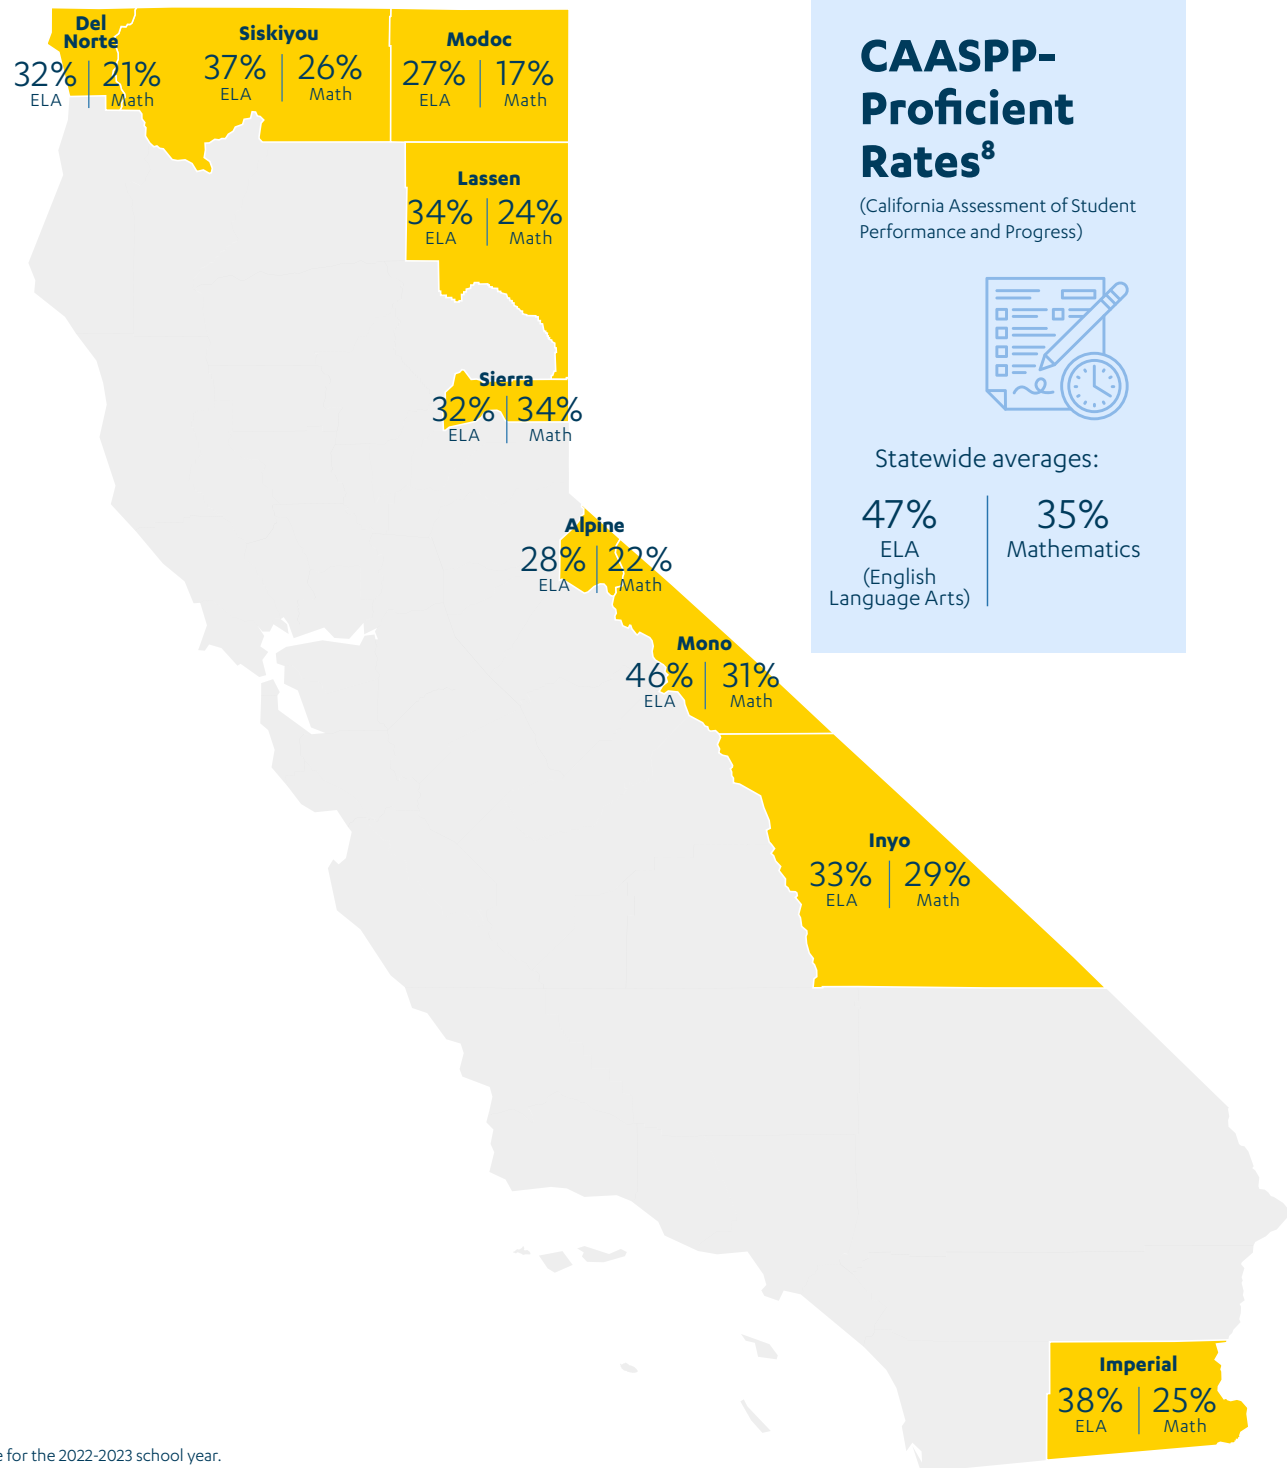 Del
Norte
32% 21%
ELA Math
Siskiyou
37% 26%
ELA Math
Modoc
27% 17%
ELA Math
Lassen
34% 24%
ELA Math
Sierra
32% 34%
ELA Math
Alpine
28% 22%
ELA Math
Mono
46% 31%
ELA Math
Inyo
33% 29%
ELA Math
Imperial
38% 25%
ELA Math
CAASPP-
Proficient
Rates⁸
(California Assessment of Student
Performance and Progress)
Statewide averages:
47% 35%
ELA Mathematics
(English
Language Arts)
for the 2022-2023 school year.